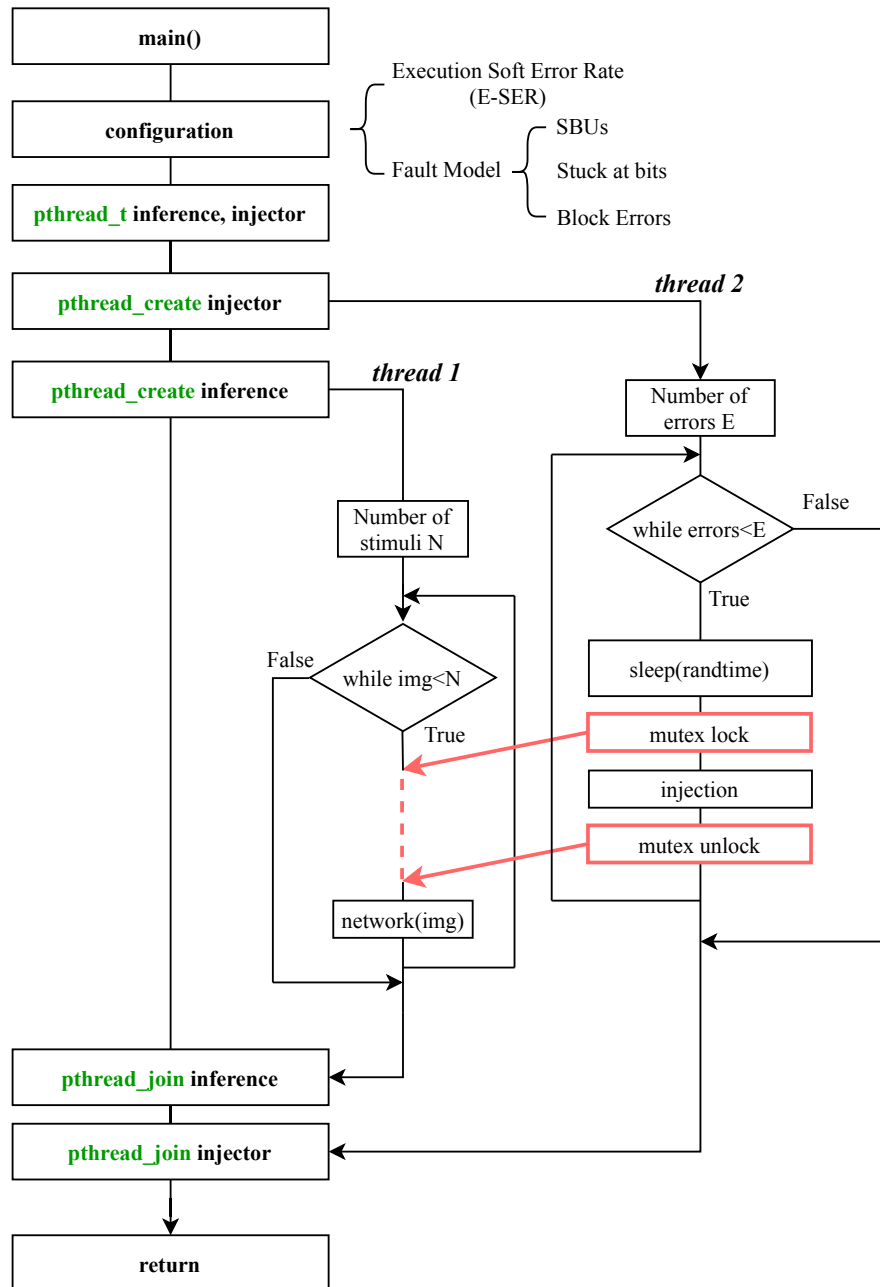 main()
Execution Soft Error Rate
(E-SER)
configuration
SBUs
Fault Model
Stuck at bits
Block Errors
pthread_t inference, injector
pthread_create injector
thread 2
pthread_create inference
thread 1
Number of
errors E
Number of
stimuli N
while errors<E
False
True
while img<N
False
True
sleep(randtime)
mutex lock
injection
mutex unlock
network(img)
pthread_join inference
pthread_join injector
return